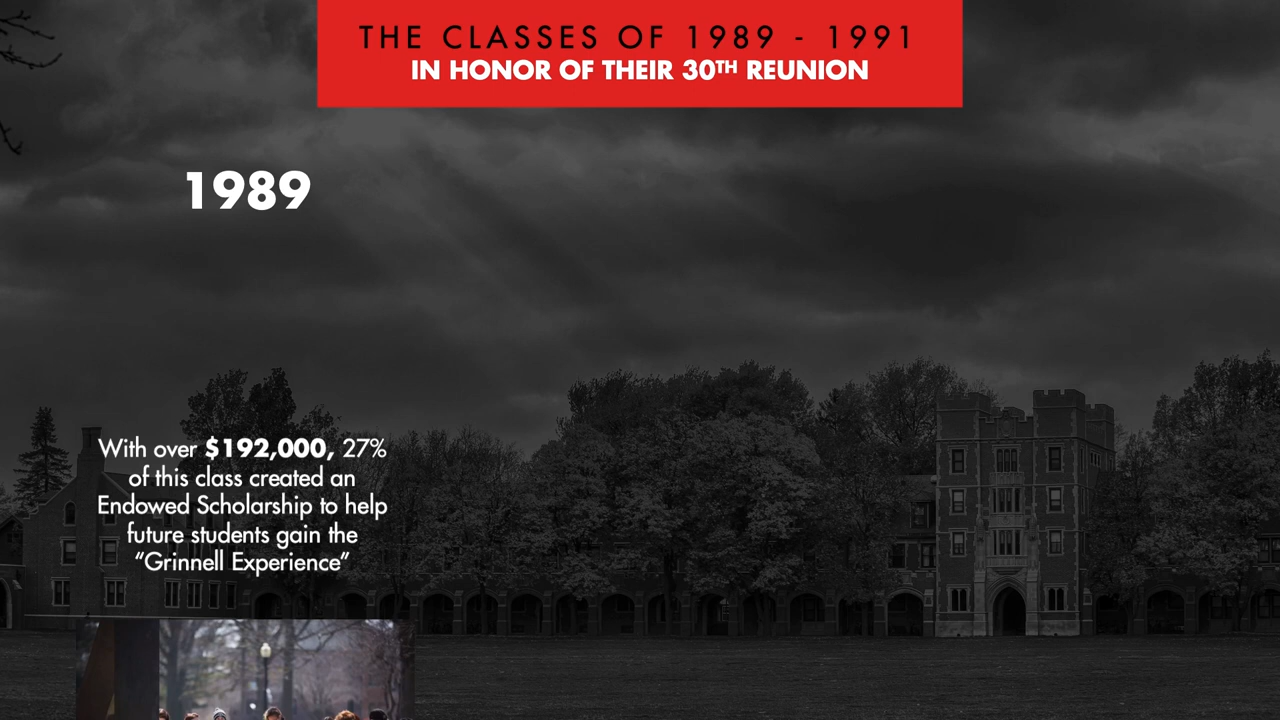 THE CLASSES OF 1989 - 1991
IN HONOR OF THEIR 30TH REUNION
1989
With over $192,000, 27%
of this class created an
Endowed Scholarship to help
future students gain the
“Grinnell Experience”